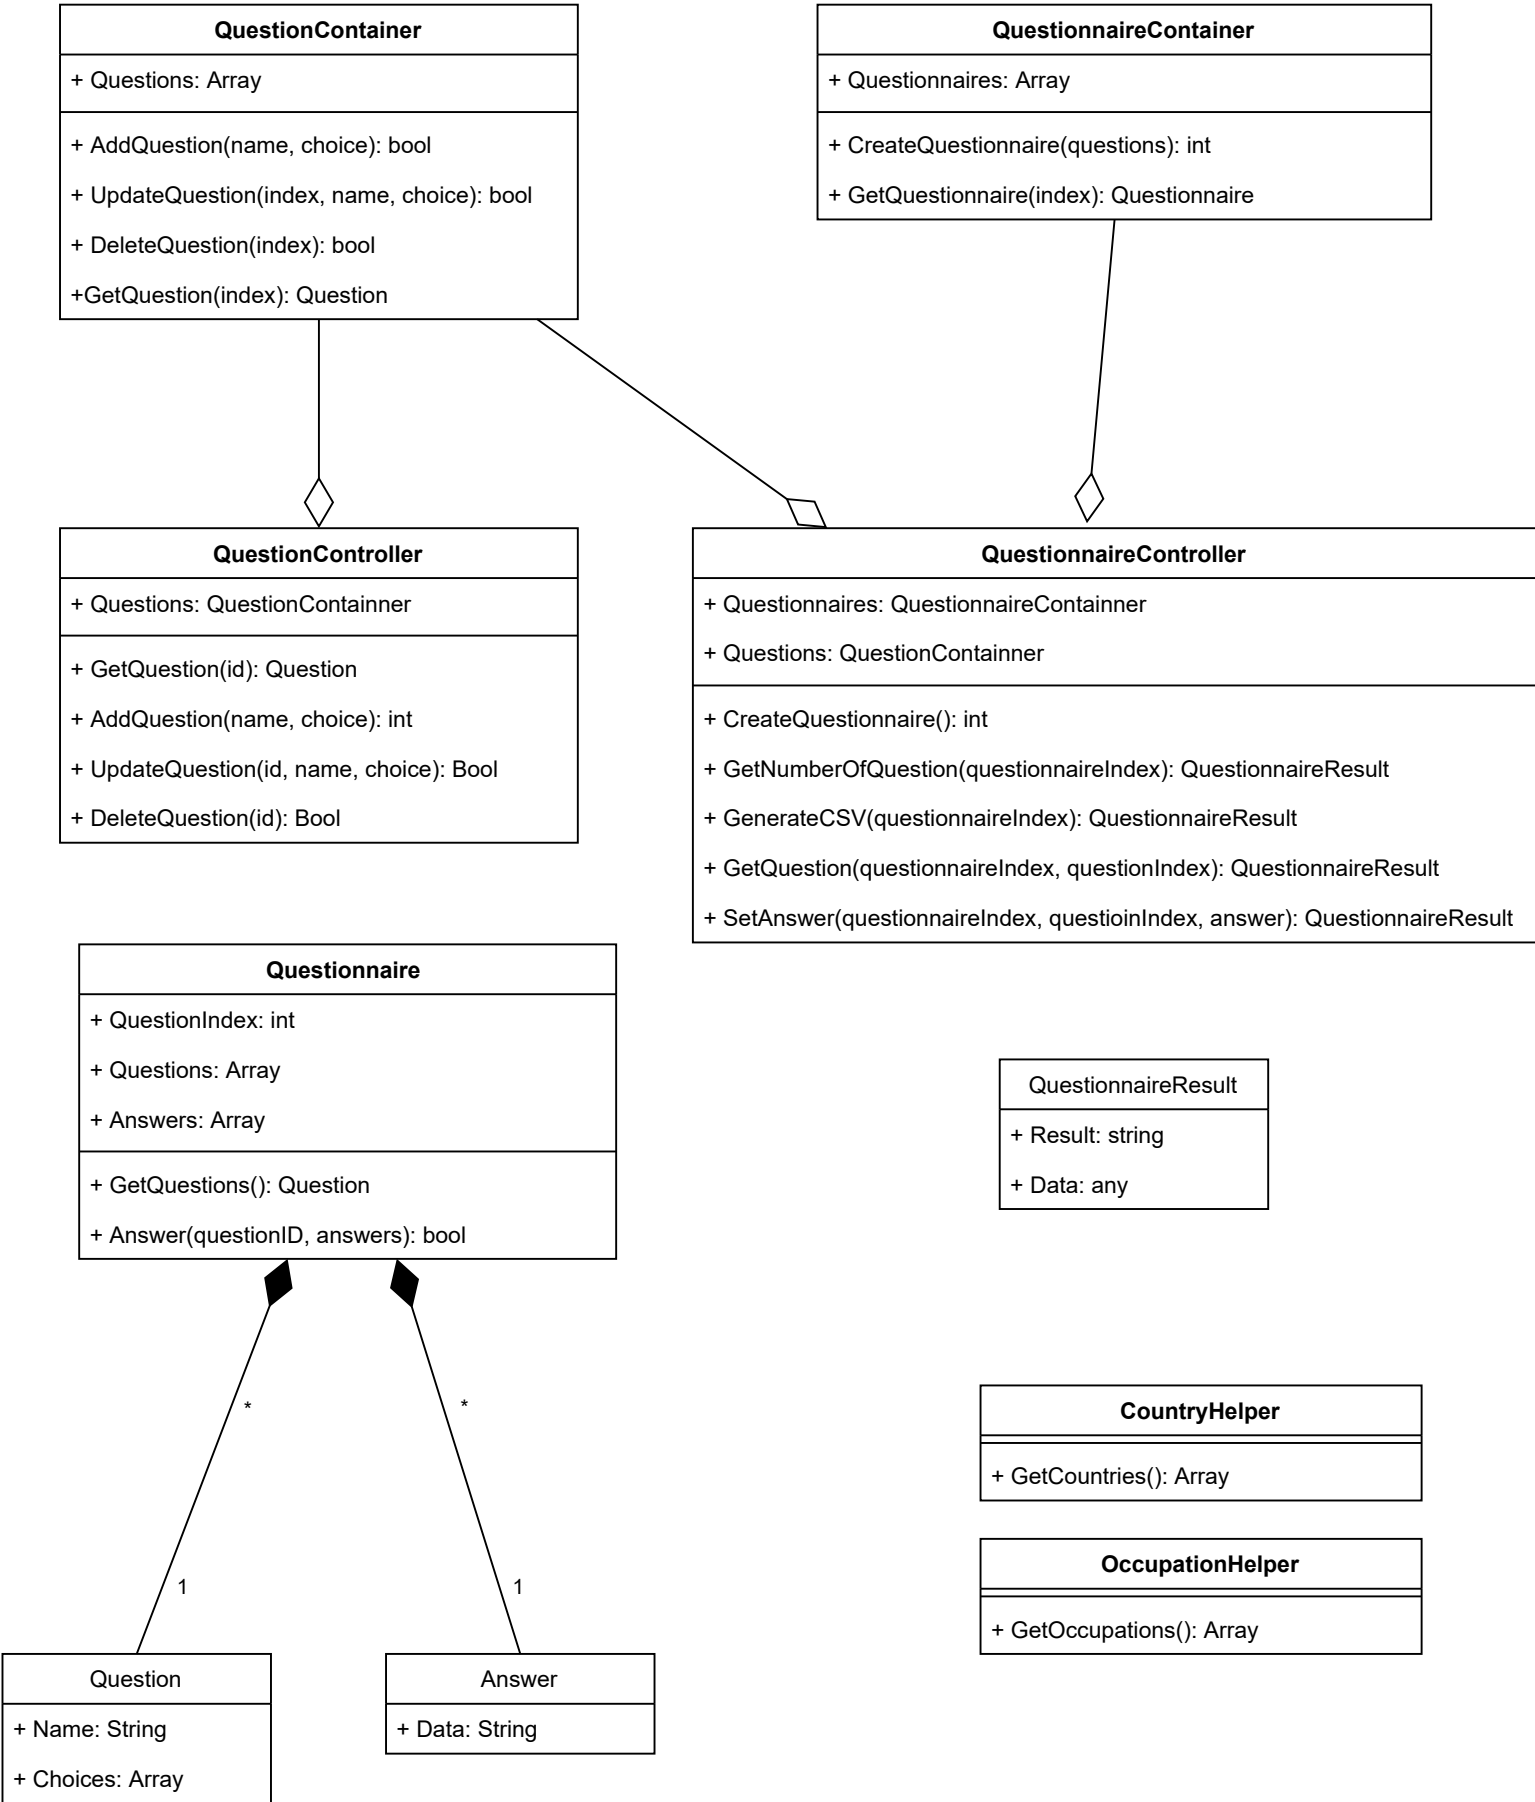 QuestionContainer
+ Questions: Array
+ AddQuestion(name, choice): bool
+ UpdateQuestion(index, name, choice): bool
+ DeleteQuestion(index): bool
+GetQuestion(index): Question
QuestionnaireContainer
+ Questionnaires: Array
+ CreateQuestionnaire(questions): int
+ GetQuestionnaire(index): Questionnaire
QuestionController
+ Questions: QuestionContainner
+ GetQuestion(id): Question
+ AddQuestion(name, choice): int
+ UpdateQuestion(id, name, choice): Bool
+ DeleteQuestion(id): Bool
QuestionnaireController
+ Questionnaires: QuestionnaireContainner
+ Questions: QuestionContainner
+ CreateQuestionnaire(): int
+ GetNumberOfQuestion(questionnaireIndex): QuestionnaireResult
+ GenerateCSV(questionnaireIndex): QuestionnaireResult
+ GetQuestion(questionnaireIndex, questionIndex): QuestionnaireResult
+ SetAnswer(questionnaireIndex, questioinIndex, answer): QuestionnaireResult
Questionnaire
+ QuestionIndex: int
+ Questions: Array
+ Answers: Array
+ GetQuestions(): Question
+ Answer(questionID, answers): bool
QuestionnaireResult
+ Result: string
+ Data: any
*
*
1
1
CountryHelper
+ GetCountries(): Array
OccupationHelper
+ GetOccupations(): Array
Question
+ Name: String
+ Choices: Array
Answer
+ Data: String